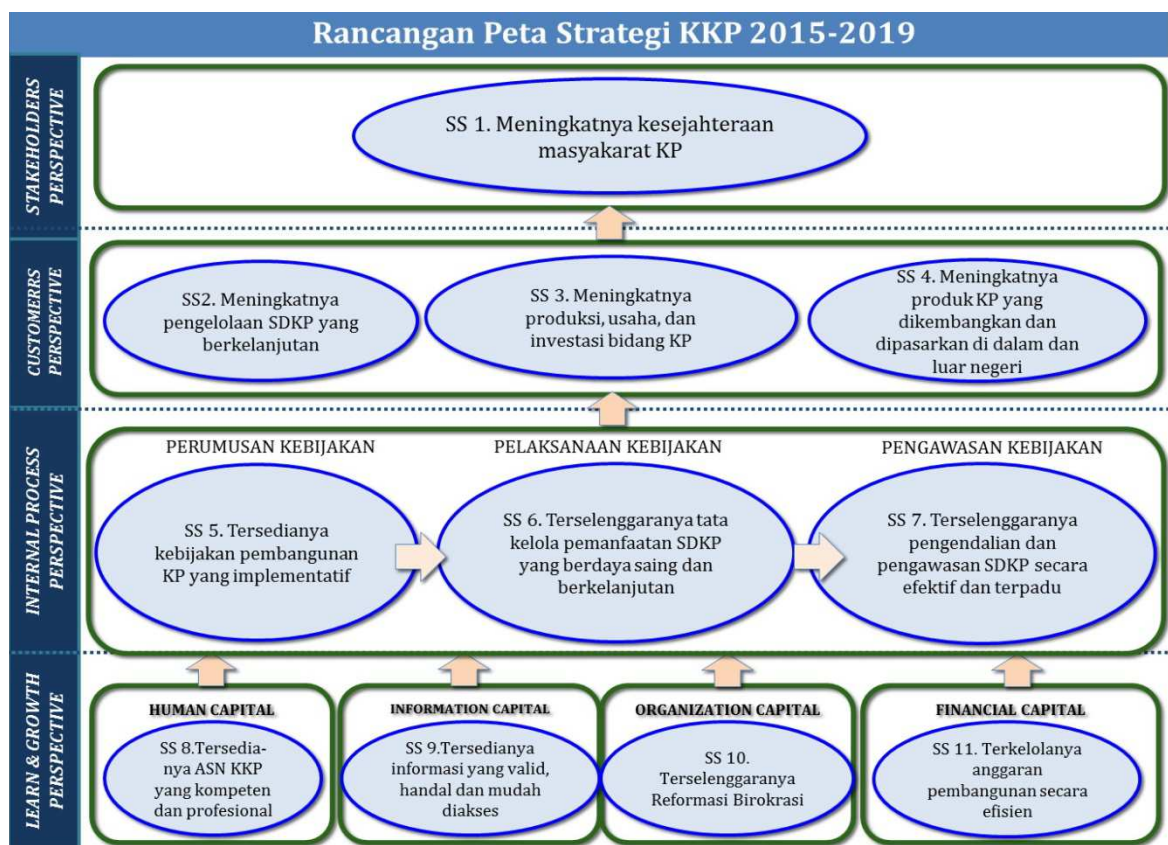 Rancangan Peta Strategi KKP 2015-2019
STAKEHOLDERS
PERSPECTIVE
SS 1. Meningkatnya kesejahteraan
masyakarat KP
CUSTOMERRS
PERSPECTIVE
SS2. Meningkatnya
pengelolaan SDKP yang
berkelanjutan
SS 3. Meningkatnya
produksi, usaha, dan
investasi bidang KP
SS 4. Meningkatnya
produk KP yang
dikembangkan dan
dipasarkan di dalam dan
luar negeri
INTERNAL PROCESS
PERSPECTIVE
PERUMUSAN KEBIJAKAN
SS 5. Tersedianya
kebijakan pembangunan
KP yang implementatif
PELAKSANAAN KEBIJAKAN
SS 6. Terselenggaranya tata
kelola pemanfaatan SDKP
yang berdaya saing dan
berkelanjutan
PENGAWASAN KEBIJAKAN
SS 7. Terselenggaranya
pengendalian dan
pengawasan SDKP secara
efektif dan terpadu
LEARN & GROWTH
PERSPECTIVE
HUMAN CAPITAL
SS 8.Tersedia-
nya ASN KKP
yang kompeten
dan profesional
INFORMATION CAPITAL
SS 9.Tersedianya
informasi yang valid,
handal dan mudah
diakses
ORGANIZATION CAPITAL
SS 10.
Terselenggaranya
Reformasi Birokrasi
FINANCIAL CAPITAL
SS 11. Terkelolanya
anggaran
pembangunan secara
efisien